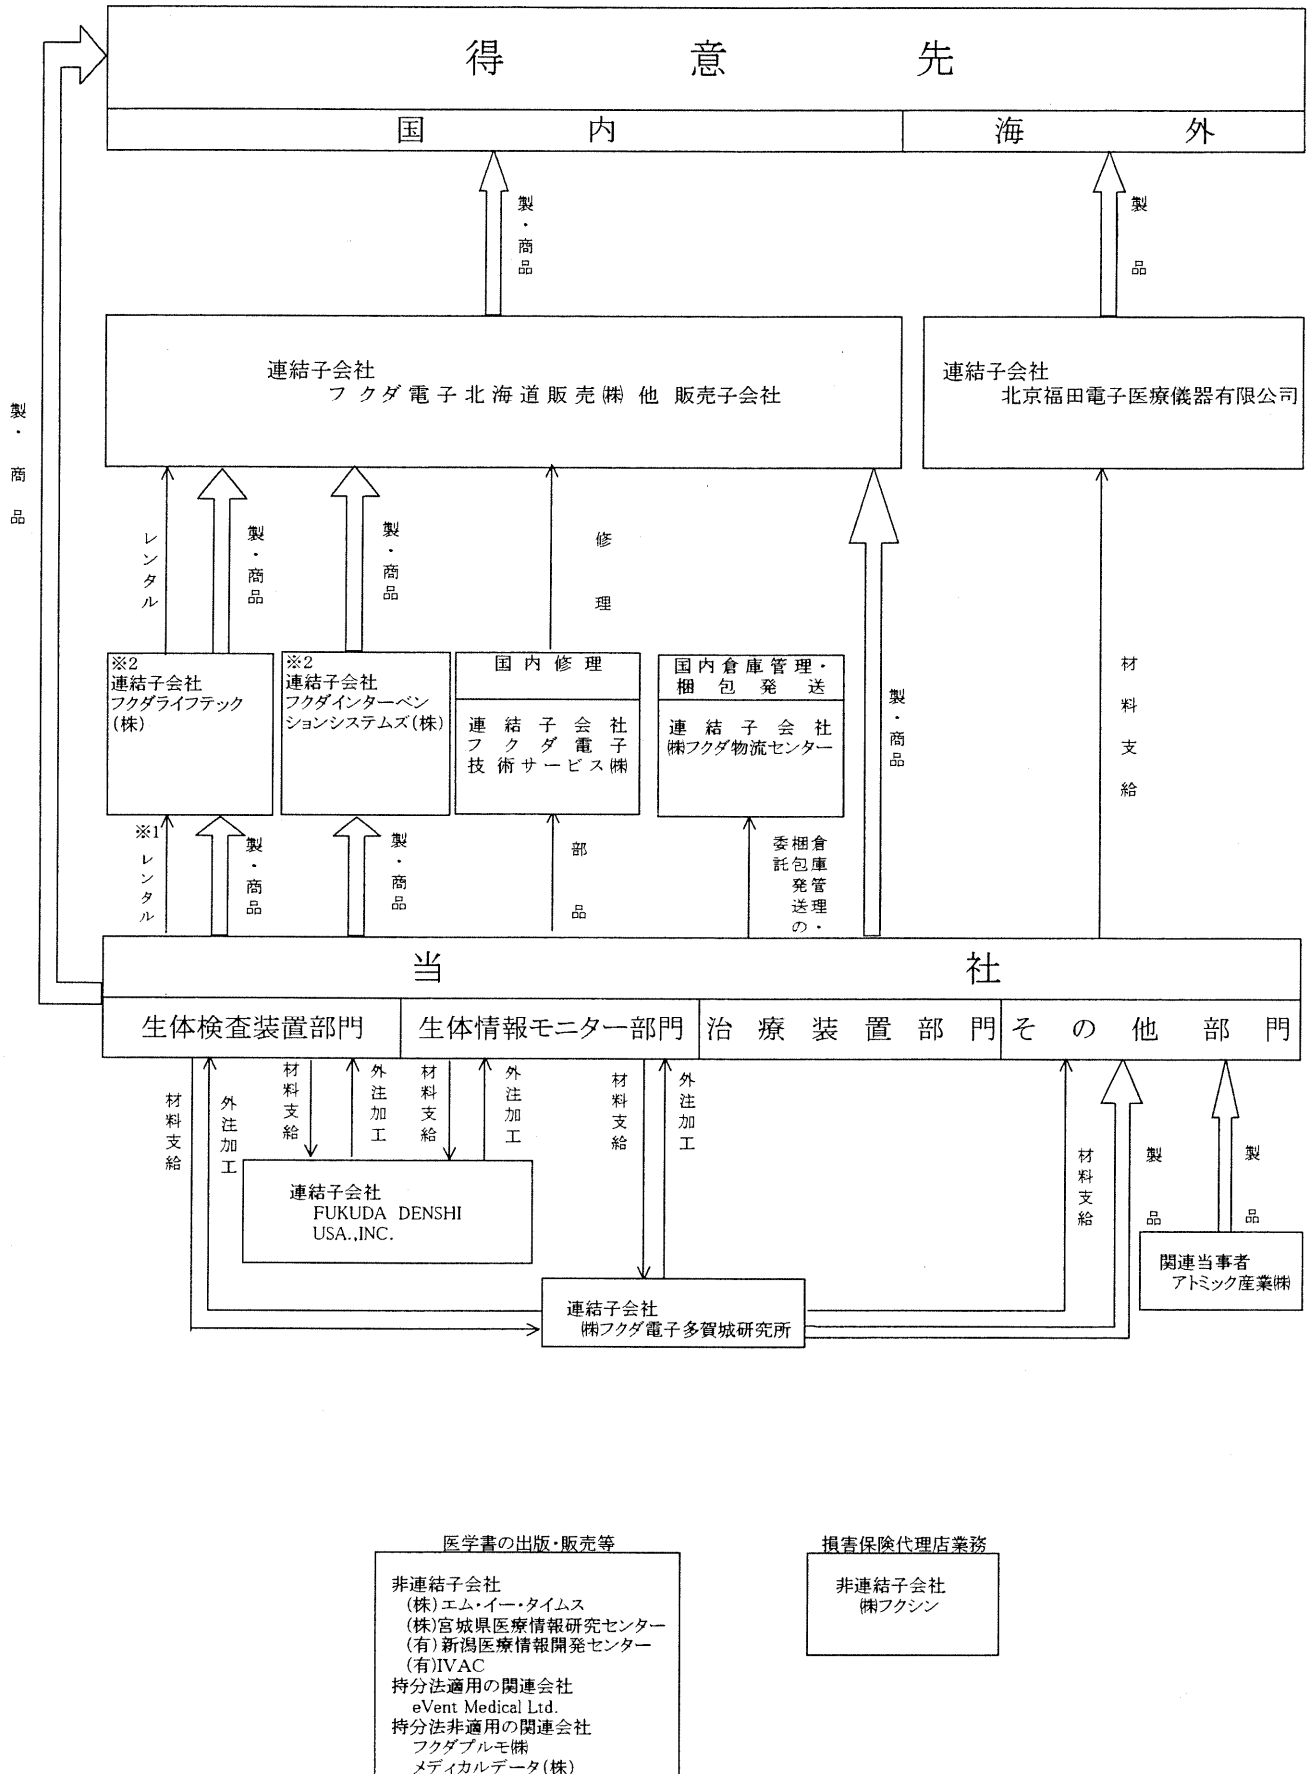 得意先
国内
海外
製・商品
製品
製・商品
連結子会社
フクダ電子北海道販売㈱他 販売子会社
連結子会社
北京福田電子医療儀器有限公司
レンタル
製・商品
製・商品
修理
製・商品
材料支給
※2
連結子会社
フクダライフテック
(株)
※2
連結子会社
フクダインターベン
ションシステムズ(株)
国内修理
連結子会社
フクダ電子
技術サービス㈱
国内倉庫管理・
梱包発送
連結子会社
㈱フクダ物流センター
※1
レンタル
製・商品
製・商品
部品
倉庫管理・
梱包発送の
委託
当社
生体検査装置部門
生体情報モニター部門
治療装置部門
その他部門
材料支給
外注加工
材料支給
外注加工
材料支給
外注加工
材料支給
外注加工
材料支給
製品
製品
連結子会社
FUKUDA DENSHI
USA.,INC.
連結子会社
㈱フクダ電子多賀城研究所
関連当事者
アトミック産業㈱
医学書の出版・販売等
非連結子会社
(株)エム・イー・タイムス
(株)宮城県医療情報研究センター
(有)新潟医療情報開発センター
(有)IVAC
持分法適用の関連会社
eVent Medical Ltd.
持分法非適用の関連会社
フクダプルモ㈱
メディカルデータ(株)
損害保険代理店業務
非連結子会社
㈱フクシン